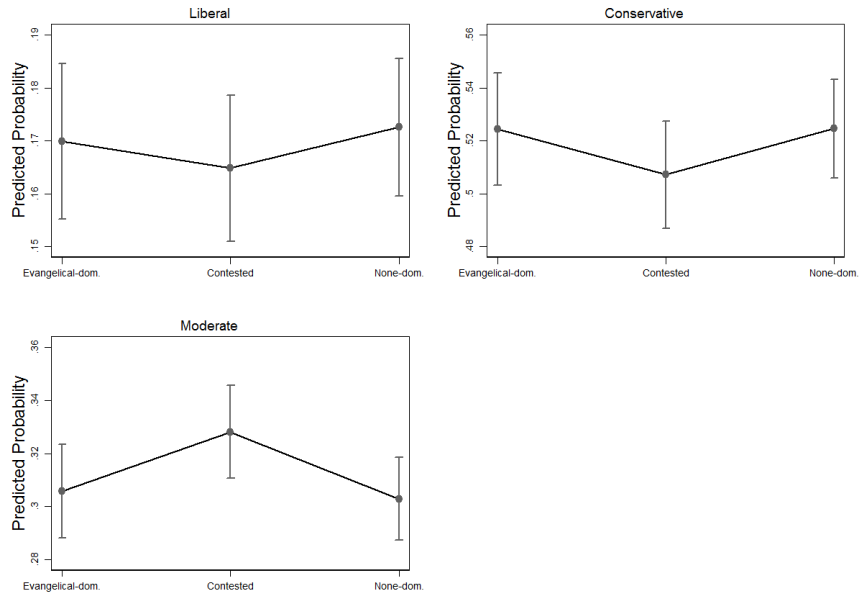 Liberal
Predicted Probability
.19
.18
.17
.16
.15
Evangelical-dom.
Contested
None-dom.
Conservative
Predicted Probability
.56
.54
.52
.5
.48
Evangelical-dom.
Contested
None-dom.
Moderate
Predicted Probability
.36
.34
.32
.3
.28
Evangelical-dom.
Contested
None-dom.